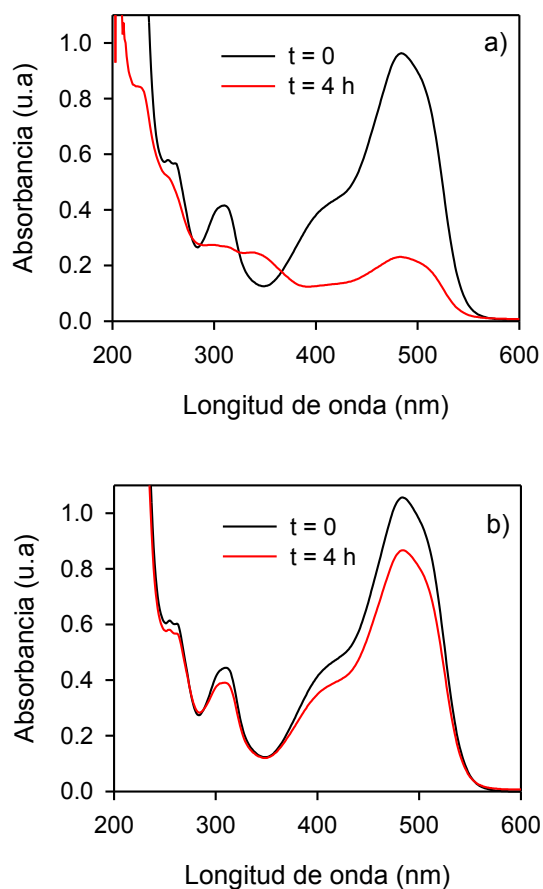 a)
t = 0
t = 4 h
1.0
0.8
0.6
0.4
0.2
0.0
Absorbancia (u.a)
200 300 400 500 600
Longitud de onda (nm)
b)
t = 0
t = 4 h
1.0
0.8
0.6
0.4
0.2
0.0
Absorbancia (u.a)
200 300 400 500 600
Longitud de onda (nm)